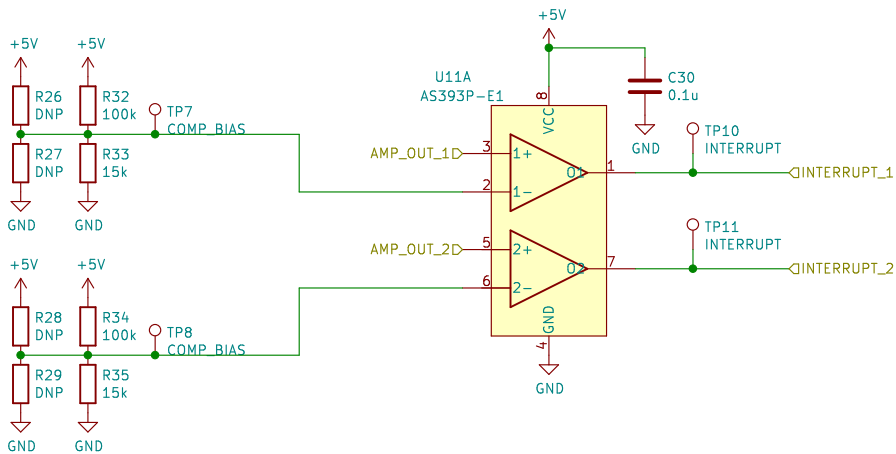 +5V
+5V
+5V
R26
DNP
R32
100k
TP7
COMP_BIAS
U11A
AS393P-E1
C30
0.1u
GND
8
VCC
R27
DNP
R33
15k
GND
GND
AMP_OUT_1
3
1+
2
1-
O1
1
TP10
INTERRUPT
INTERRUPT_1
AMP_OUT_2
5
2+
6
2-
O2
7
TP11
INTERRUPT
INTERRUPT_2
GND
4
GND
+5V
+5V
R28
DNP
R34
100k
TP8
COMP_BIAS
R29
DNP
R35
15k
GND
GND